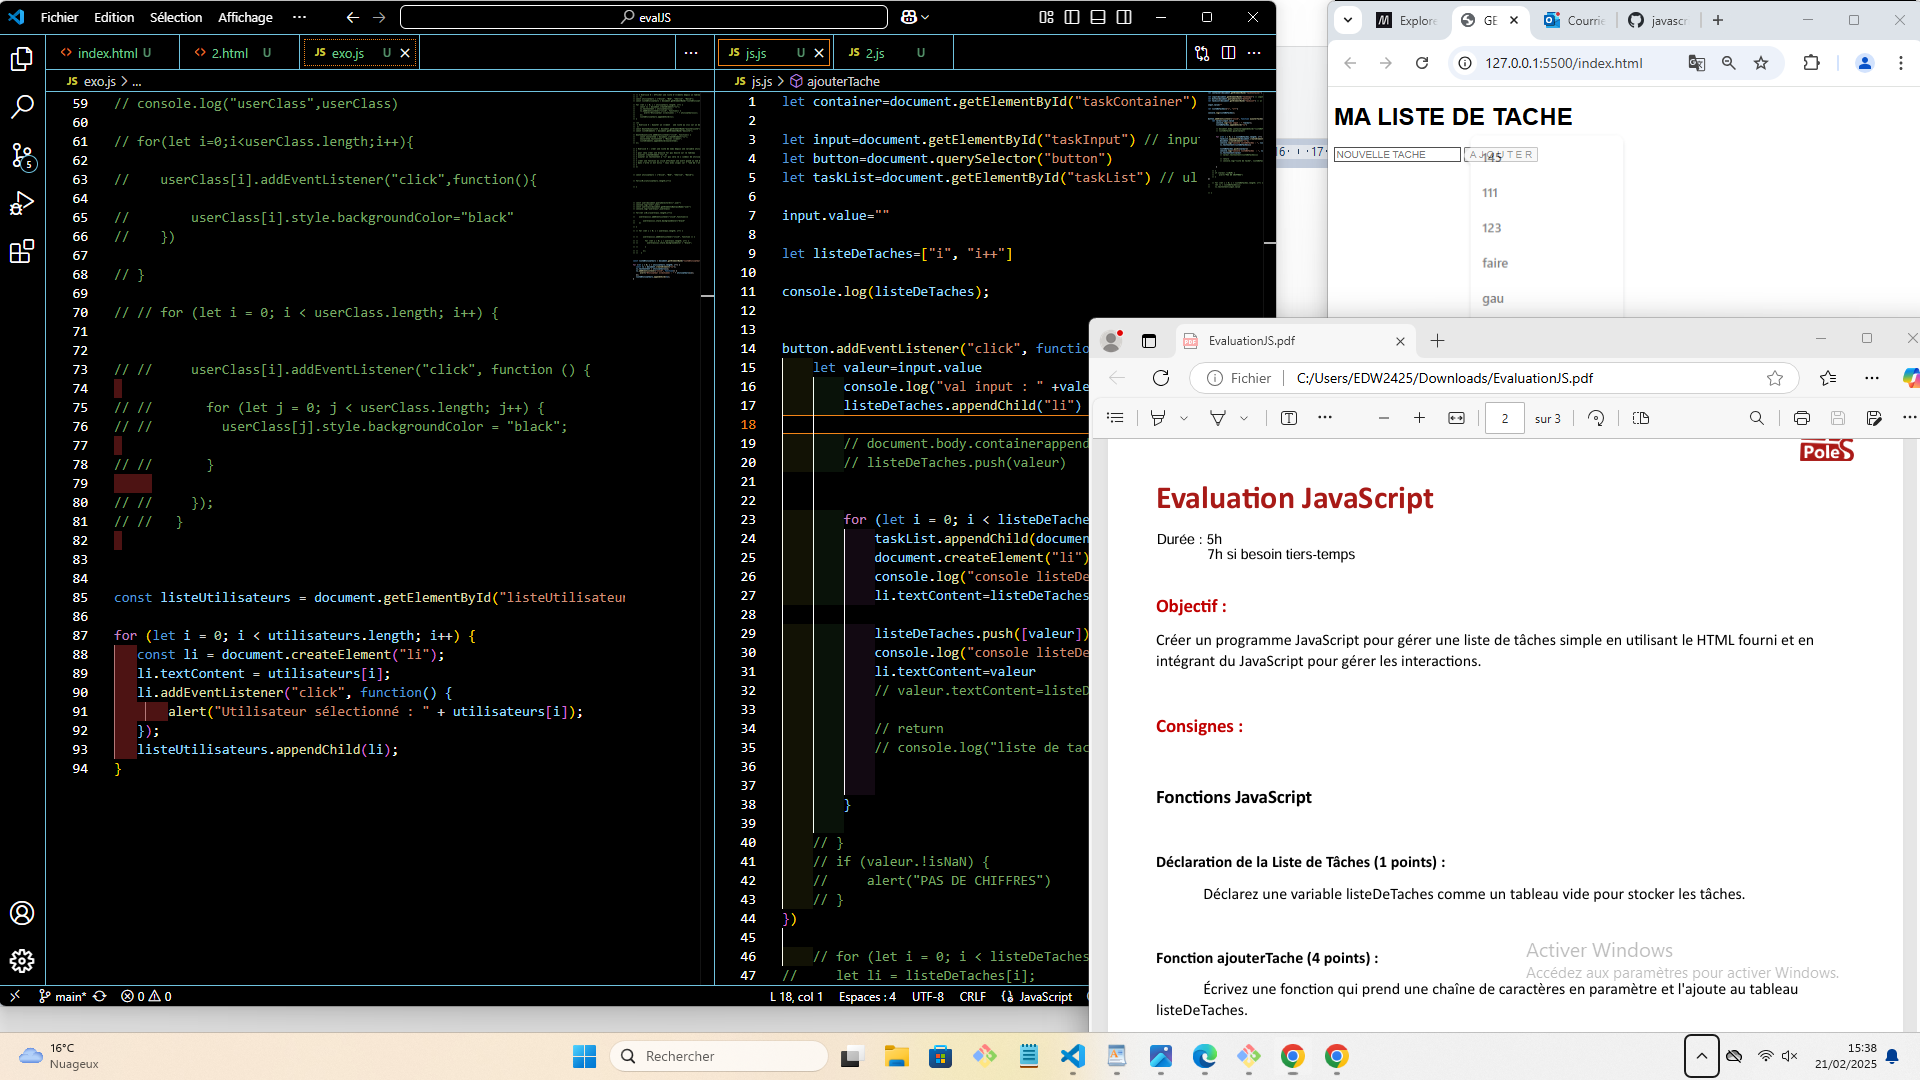 Fichier Edition Sélection Affichage ···
evalJS
index.html U
2.html U
JS exo.js U
JS exo.js > ...
59 // console.log("userClass",userClass)
60
61 // for(let i=0;i<userClass.length;i++){
62
63 //    userClass[i].addEventListener("click",function(){
64
65 //        userClass[i].style.backgroundColor="black"
66 //    })
67
68 // }
69
70 // // for (let i = 0; i < userClass.length; i++) {
71
72
73 // //     userClass[i].addEventListener("click", function () {
74
75 // //       for (let j = 0; j < userClass.length; j++) {
76 // //         userClass[j].style.backgroundColor = "black";
77
78 // //       }
79
80 // //     });
81 // //   }
82
83
84
85 const listeUtilisateurs = document.getElementById("listeUtilisateur
86
87 for (let i = 0; i < utilisateurs.length; i++) {
88    const li = document.createElement("li");
89    li.textContent = utilisateurs[i];
90    li.addEventListener("click", function() {
91        alert("Utilisateur sélectionné : " + utilisateurs[i]);
92    });
93    listeUtilisateurs.appendChild(li);
94 }
JS js.js U
JS 2.js U
JS js.js > ajouterTache
1 let container=document.getElementById("taskContainer")
2
3 let input=document.getElementById("taskInput") // input
4 let button=document.querySelector("button")
5 let taskList=document.getElementById("taskList") // ul
6
7 input.value=""
8
9 let listeDeTaches=["i", "i++"]
10
11 console.log(listeDeTaches);
12
13
14 button.addEventListener("click", functio
15    let valeur=input.value
16        console.log("val input : " +vale
17        listeDeTaches.appendChild("li")
18
19        // document.body.containerappend
20        // listeDeTaches.push(valeur)
21
22
23        for (let i = 0; i < listeDeTache
24            taskList.appendChild(documen
25            document.createElement("li")
26            console.log("console listeDe
27            li.textContent=listeDeTaches
28
29            listeDeTaches.push([valeur])
30            console.log("console listeDe
31            li.textContent=valeur
32            // valeur.textContent=listeD
33
34            // return
35            // console.log("liste de tac
36
37
38        }
39
40    // }
41    // if (valeur.!isNaN) {
42    //     alert("PAS DE CHIFFRES")
43    // }
44 })
45
46    // for (let i = 0; i < listeDeTaches
47 //     let li = listeDeTaches[i];
main* 0 0
L 18, col 1 Espaces : 4 UTF-8 CRLF {} JavaScript
5
16 17
Explore
GE
Courrie
javascr
127.0.0.1:5500/index.html
MA LISTE DE TACHE
NOUVELLE TACHE
AJOUTER
145
111
123
faire
gau
EvaluationJS.pdf
Fichier C:/Users/EDW2425/Downloads/EvaluationJS.pdf
2 sur 3
PoleS
Evaluation JavaScript
Durée : 5h
7h si besoin tiers-temps
Objectif :
Créer un programme JavaScript pour gérer une liste de tâches simple en utilisant le HTML fourni et en
intégrant du JavaScript pour gérer les interactions.
Consignes :
Fonctions JavaScript
Déclaration de la Liste de Tâches (1 points) :
Déclarez une variable listeDeTaches comme un tableau vide pour stocker les tâches.
Fonction ajouterTache (4 points) :
Écrivez une fonction qui prend une chaîne de caractères en paramètre et l'ajoute au tableau
listeDeTaches.
Activer Windows
Accédez aux paramètres pour activer Windows.
16°C
Nuageux
Rechercher
15:38
21/02/2025